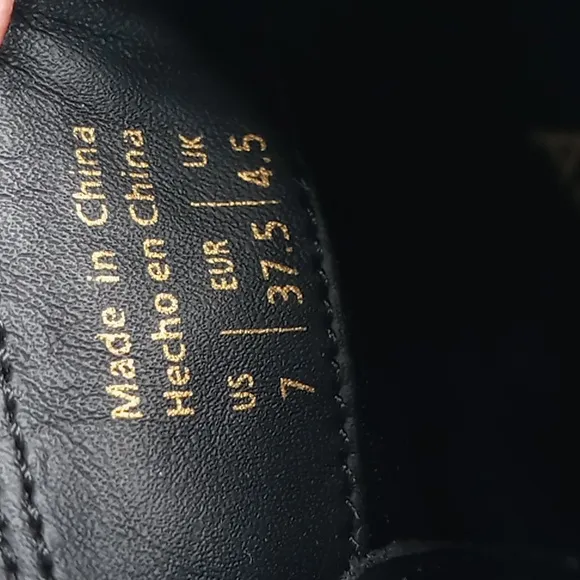 Made in China
Hecho en China
US | EUR | UK
7 | 37.5 | 4.5